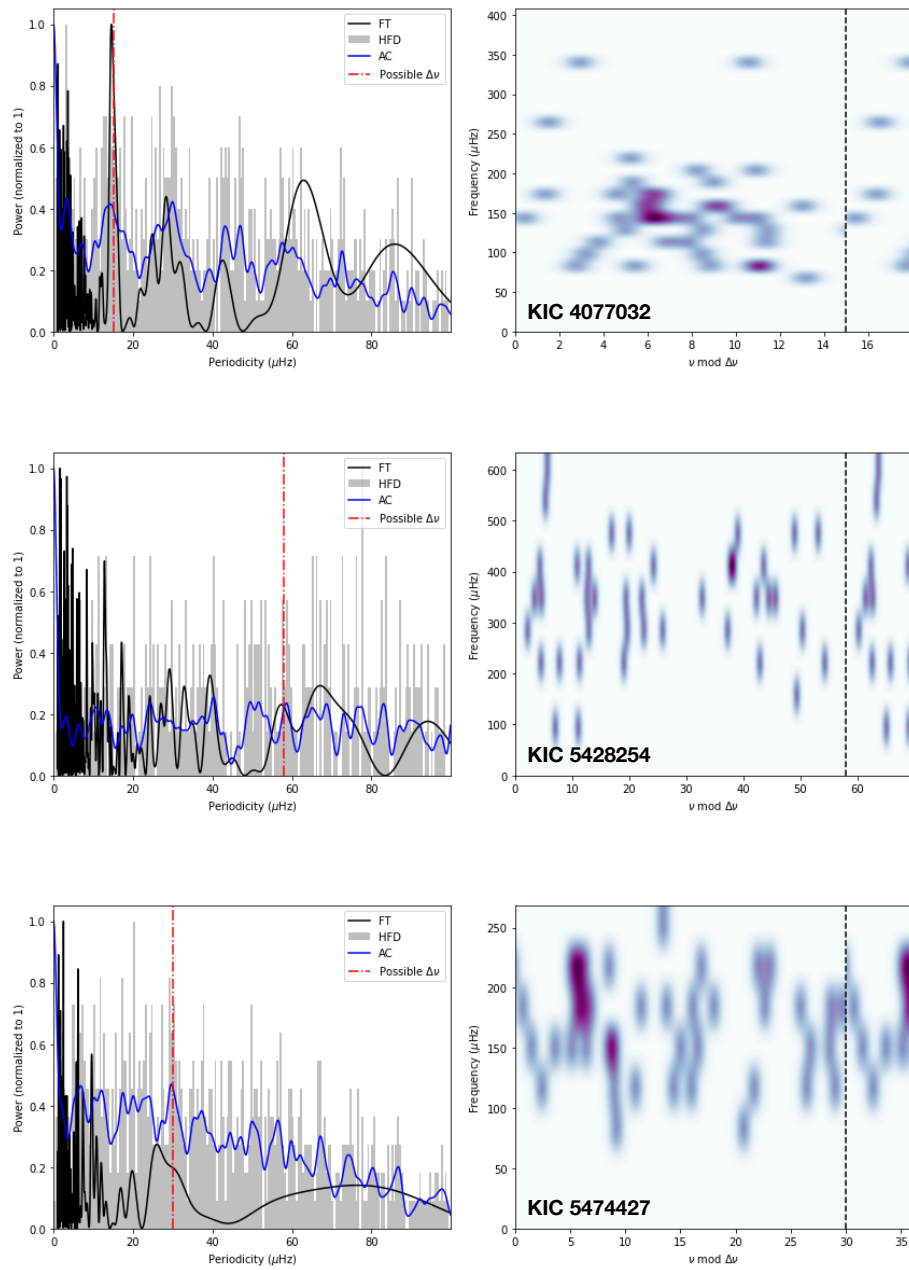 1.0
0.8
0.6
0.4
0.2
0.0
0
20
40
60
80
Power (normalized to 1)
Periodicity (μHz)
FT
HFD
AC
Possible Δν
400
350
300
250
200
150
100
50
0
0
2
4
6
8
10
12
14
16
Frequency (μHz)
ν mod Δν
KIC 4077032
1.0
0.8
0.6
0.4
0.2
0.0
0
20
40
60
80
Power (normalized to 1)
Periodicity (μHz)
FT
HFD
AC
Possible Δν
600
500
400
300
200
100
0
0
10
20
30
40
50
60
Frequency (μHz)
ν mod Δν
KIC 5428254
1.0
0.8
0.6
0.4
0.2
0.0
0
20
40
60
80
Power (normalized to 1)
Periodicity (μHz)
FT
HFD
AC
Possible Δν
250
200
150
100
50
0
0
5
10
15
20
25
30
35
Frequency (μHz)
ν mod Δν
KIC 5474427